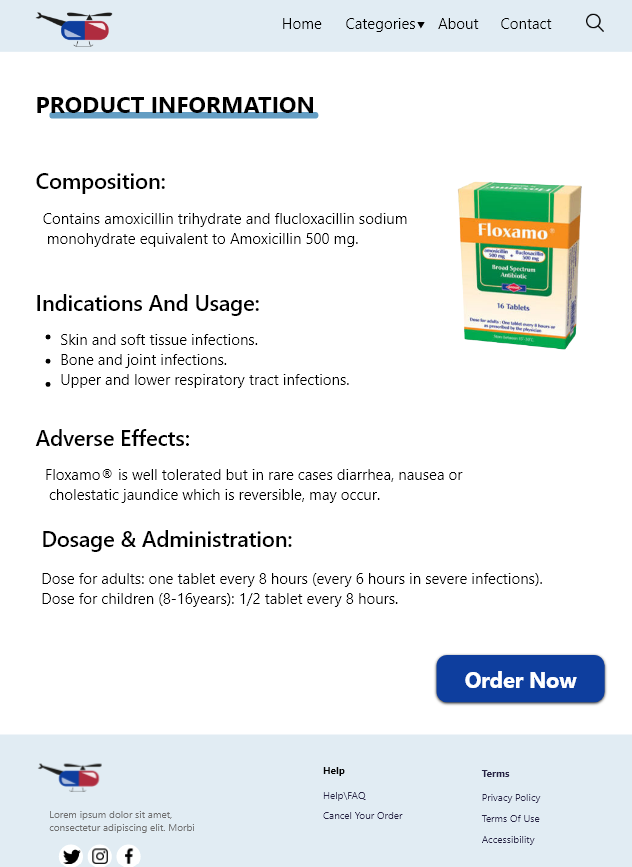 Home Categories▾ About Contact
PRODUCT INFORMATION
Composition:
Contains amoxicillin trihydrate and flucloxacillin sodium
monohydrate equivalent to Amoxicillin 500 mg.
Floxamo®
amoxicillin 500 mg + flucloxacillin 500 mg
Broad Spectrum
Antibiotic
16 Tablets
Dose for adults : One tablet every 8 hours or
as prescribed by the physician
Indications And Usage:
• Skin and soft tissue infections.
• Bone and joint infections.
• Upper and lower respiratory tract infections.
Adverse Effects:
Floxamo® is well tolerated but in rare cases diarrhea, nausea or
cholestatic jaundice which is reversible, may occur.
Dosage & Administration:
Dose for adults: one tablet every 8 hours (every 6 hours in severe infections).
Dose for children (8-16years): 1/2 tablet every 8 hours.
Order Now
Lorem ipsum dolor sit amet,
consectetur adipiscing elit. Morbi
Help
Help\FAQ
Cancel Your Order
Terms
Privacy Policy
Terms Of Use
Accessibility